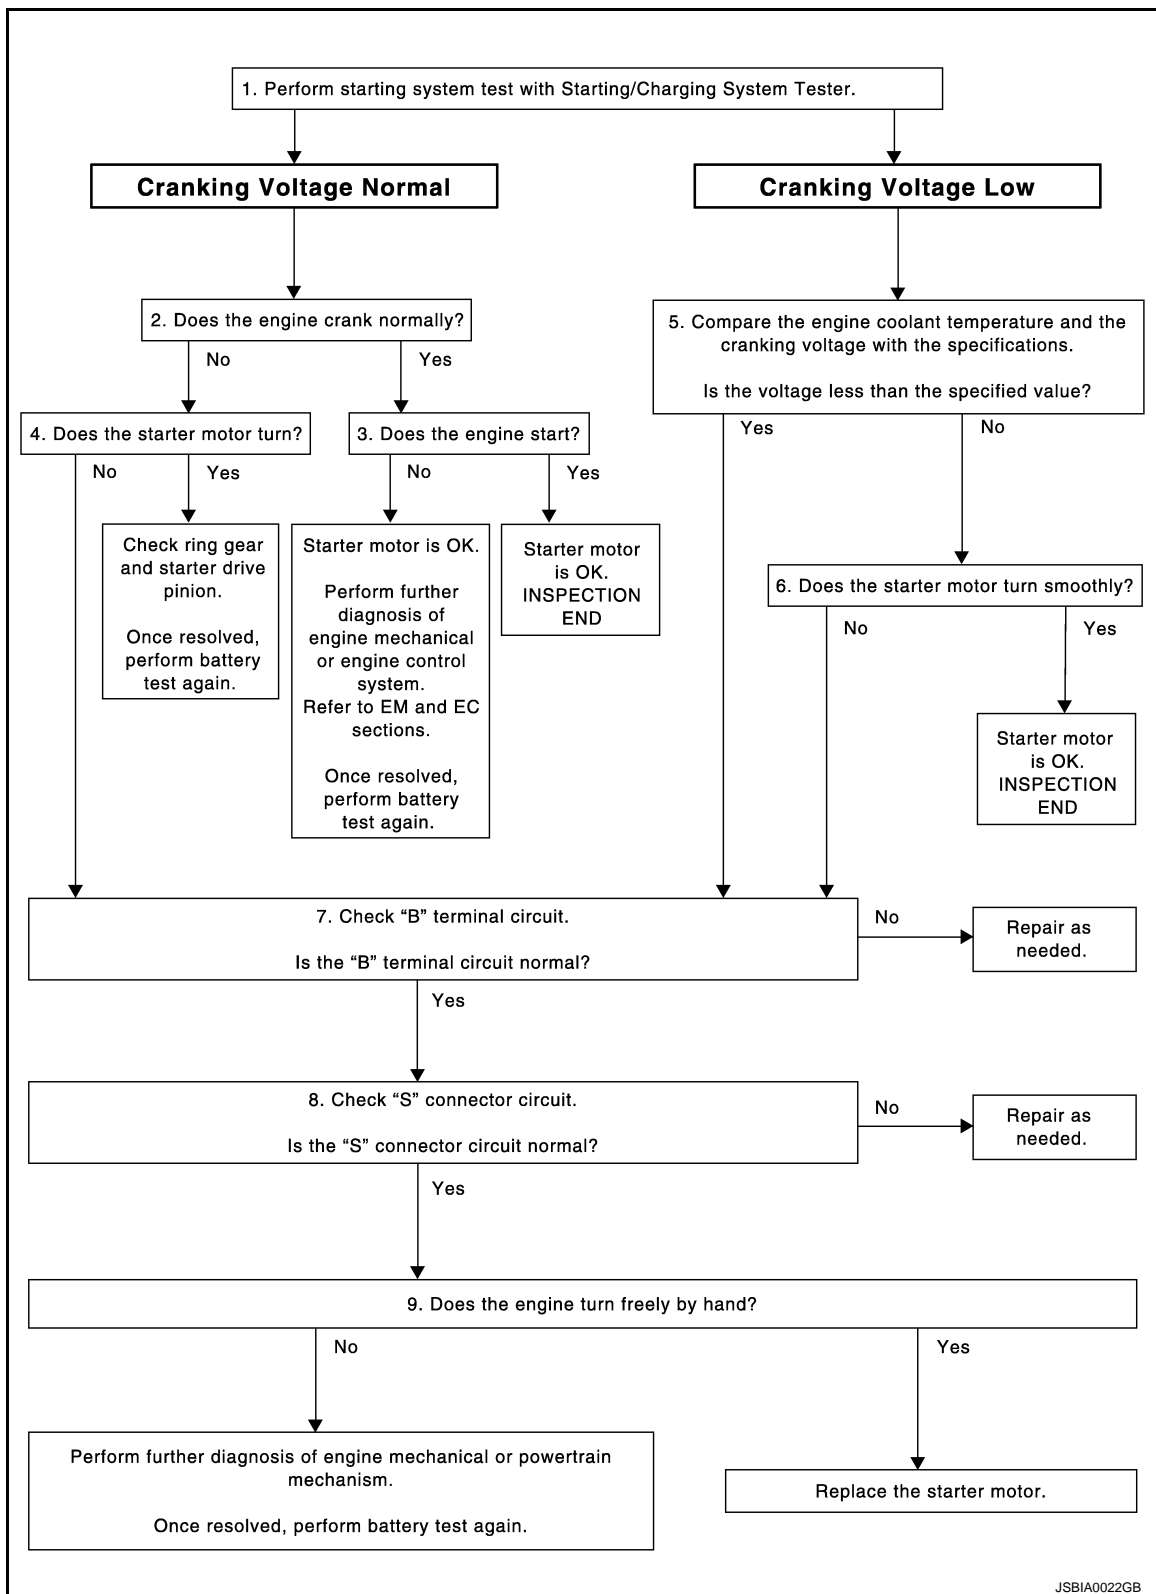 1. Perform starting system test with Starting/Charging System Tester.
Cranking Voltage Normal
Cranking Voltage Low
2. Does the engine crank normally?
No
Yes
5. Compare the engine coolant temperature and the
cranking voltage with the specifications.
Is the voltage less than the specified value?
Yes
No
4. Does the starter motor turn?
No
Yes
3. Does the engine start?
No
Yes
Check ring gear
and starter drive
pinion.
Once resolved,
perform battery
test again.
Starter motor is OK.
Perform further
diagnosis of
engine mechanical
or engine control
system.
Refer to EM and EC
sections.
Once resolved,
perform battery
test again.
Starter motor
is OK.
INSPECTION
END
6. Does the starter motor turn smoothly?
No
Yes
Starter motor
is OK.
INSPECTION
END
7. Check “B” terminal circuit.
Is the “B” terminal circuit normal?
No
Repair as
needed.
Yes
8. Check “S” connector circuit.
Is the “S” connector circuit normal?
No
Repair as
needed.
Yes
9. Does the engine turn freely by hand?
No
Yes
Perform further diagnosis of engine mechanical or powertrain
mechanism.
Once resolved, perform battery test again.
Replace the starter motor.
JSBIA0022GB